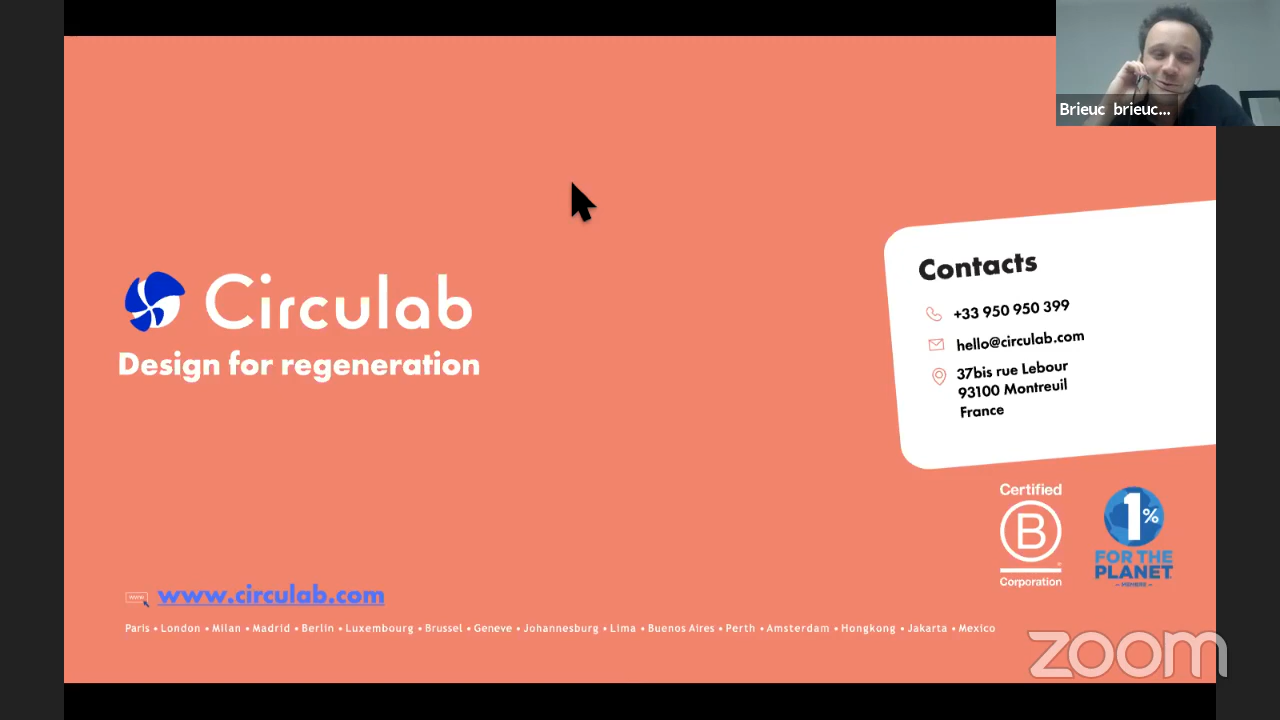 Brieuc brieuc...
Circulab
Design for regeneration
Contacts
+33 950 950 399
hello@circulab.com
37bis rue Lebour
93100 Montreuil
France
Certified
B
Corporation
1%
FOR THE
PLANET
MEMBRE
www
www.circulab.com
Paris • London • Milan • Madrid • Berlin • Luxembourg • Brussel • Geneve • Johannesburg • Lima • Buenos Aires • Perth • Amsterdam • Hongkong • Jakarta • Mexico
zoom